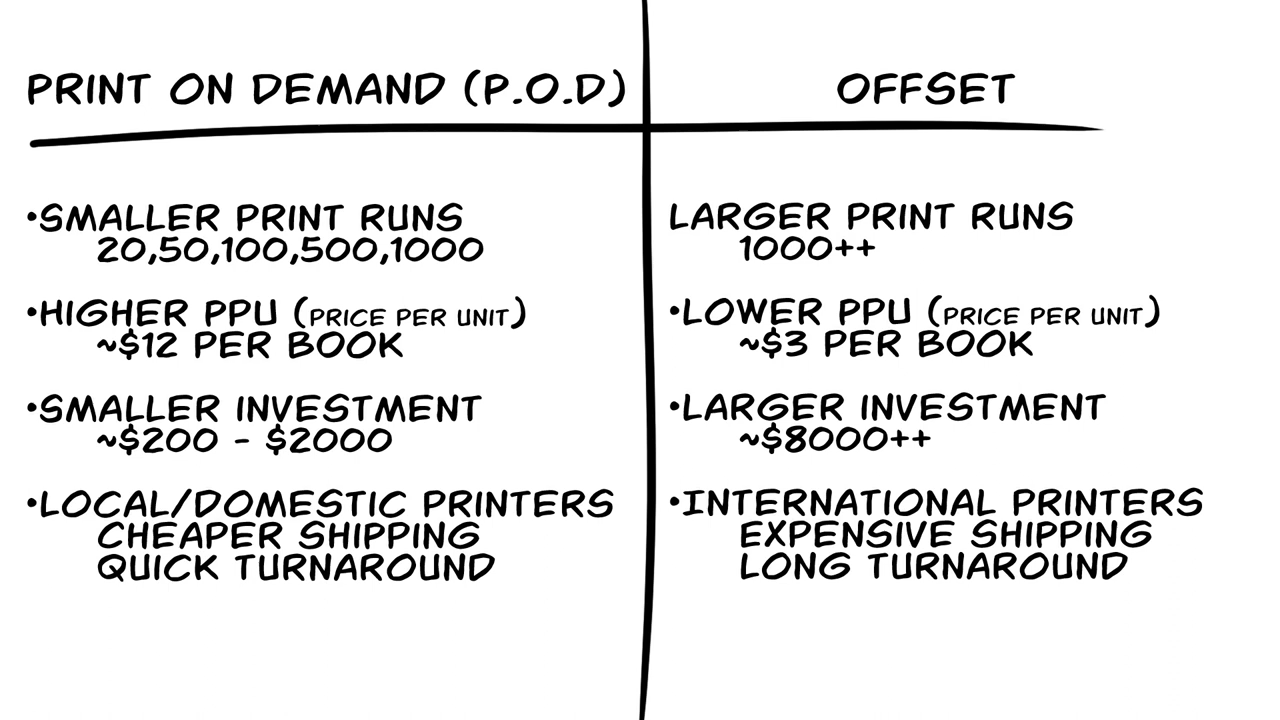 PRINT ON DEMAND (P.O.D)
•SMALLER PRINT RUNS
20,50,100,500,1000
•HIGHER PPU (PRICE PER UNIT)
~$12 PER BOOK
•SMALLER INVESTMENT
~$200 - $2000
•LOCAL/DOMESTIC PRINTERS
CHEAPER SHIPPING
QUICK TURNAROUND
OFFSET
LARGER PRINT RUNS
1000++
•LOWER PPU (PRICE PER UNIT)
~$3 PER BOOK
•LARGER INVESTMENT
~$8000++
•INTERNATIONAL PRINTERS
EXPENSIVE SHIPPING
LONG TURNAROUND